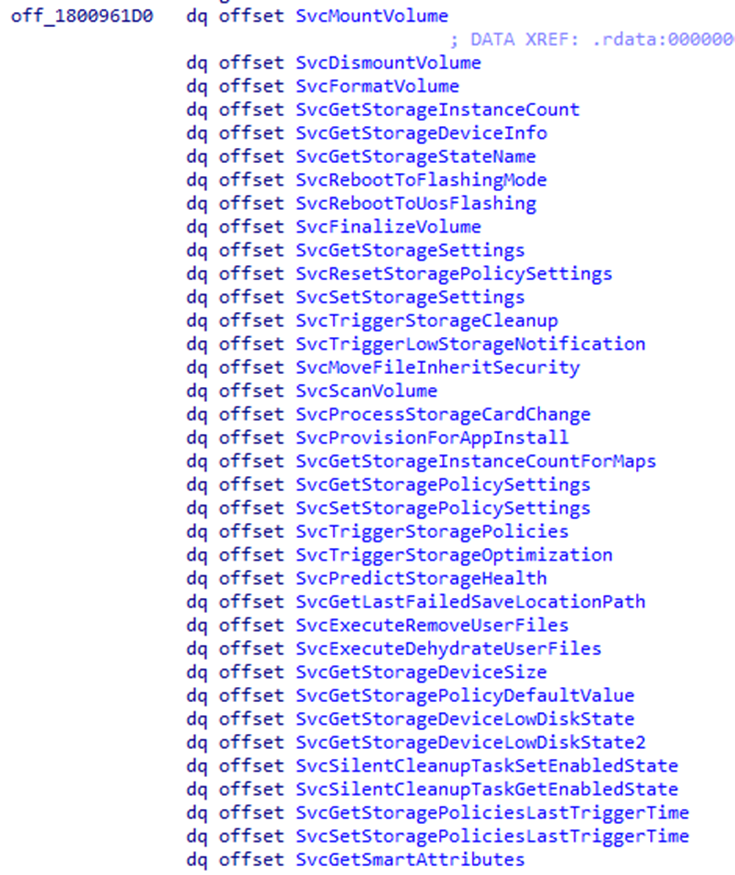 off_1800961D0 dq offset SvcMountVolume
; DATA XREF: .rdata:000000
dq offset SvcDismountVolume
dq offset SvcFormatVolume
dq offset SvcGetStorageInstanceCount
dq offset SvcGetStorageDeviceInfo
dq offset SvcGetStorageStateName
dq offset SvcRebootToFlashingMode
dq offset SvcRebootToUosFlashing
dq offset SvcFinalizeVolume
dq offset SvcGetStorageSettings
dq offset SvcResetStoragePolicySettings
dq offset SvcSetStorageSettings
dq offset SvcTriggerStorageCleanup
dq offset SvcTriggerLowStorageNotification
dq offset SvcMoveFileInheritSecurity
dq offset SvcScanVolume
dq offset SvcProcessStorageCardChange
dq offset SvcProvisionForAppInstall
dq offset SvcGetStorageInstanceCountForMaps
dq offset SvcGetStoragePolicySettings
dq offset SvcSetStoragePolicySettings
dq offset SvcTriggerStoragePolicies
dq offset SvcTriggerStorageOptimization
dq offset SvcPredictStorageHealth
dq offset SvcGetLastFailedSaveLocationPath
dq offset SvcExecuteRemoveUserFiles
dq offset SvcExecuteDehydrateUserFiles
dq offset SvcGetStorageDeviceSize
dq offset SvcGetStoragePolicyDefaultValue
dq offset SvcGetStorageDeviceLowDiskState
dq offset SvcGetStorageDeviceLowDiskState2
dq offset SvcSilentCleanupTaskSetEnabledState
dq offset SvcSilentCleanupTaskGetEnabledState
dq offset SvcGetStoragePoliciesLastTriggerTime
dq offset SvcSetStoragePoliciesLastTriggerTime
dq offset SvcGetSmartAttributes